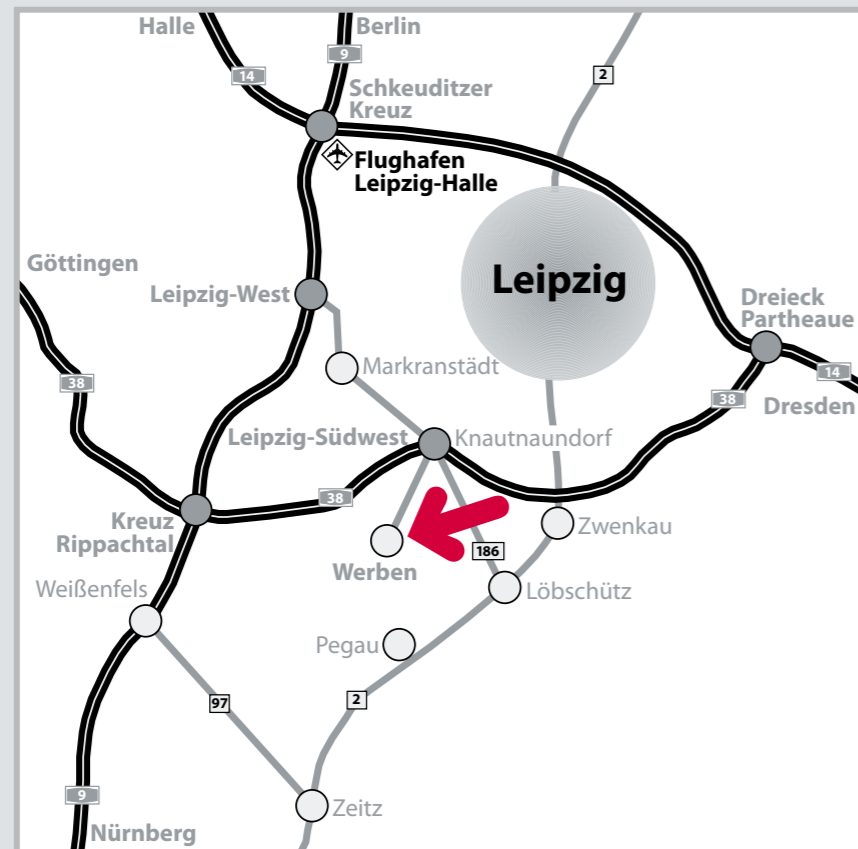 Halle
Berlin
9
14
2
Schkeuditzer
Kreuz
Flughafen
Leipzig-Halle
Göttingen
Leipzig
Leipzig-West
Dreieck
Partheaue
Markranstädt
38
14
38
Dresden
Leipzig-Südwest
Knautnaundorf
38
Kreuz
Rippachtal
Zwenkau
186
Werben
Weißenfels
Löbschütz
Pegau
97
2
9
Zeitz
Nürnberg